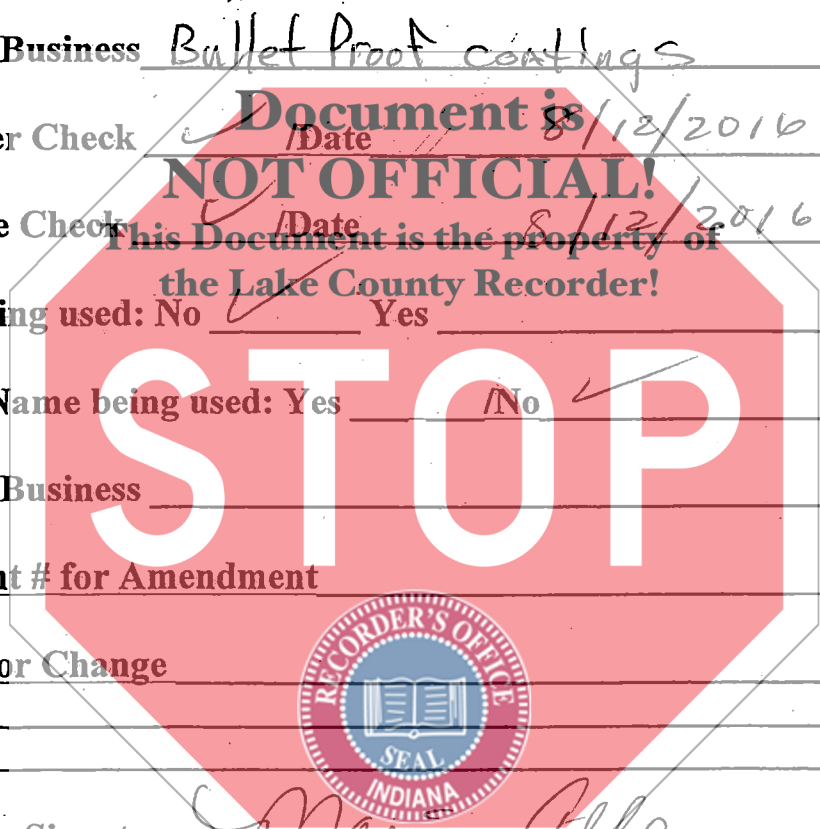 Business Bullet Proof coatings
Document is
r Check ✓ /Date 8/12/2016
NOT OFFICIAL!
e Check ✓ /Date 8/12/2016
This Document is the property of
the Lake County Recorder!
ing used: No ✓ Yes
STOP
Name being used: Yes /No ✓
Business
t # for Amendment
or Change
RECORDER'S OFFICE
SEAL
INDIANA